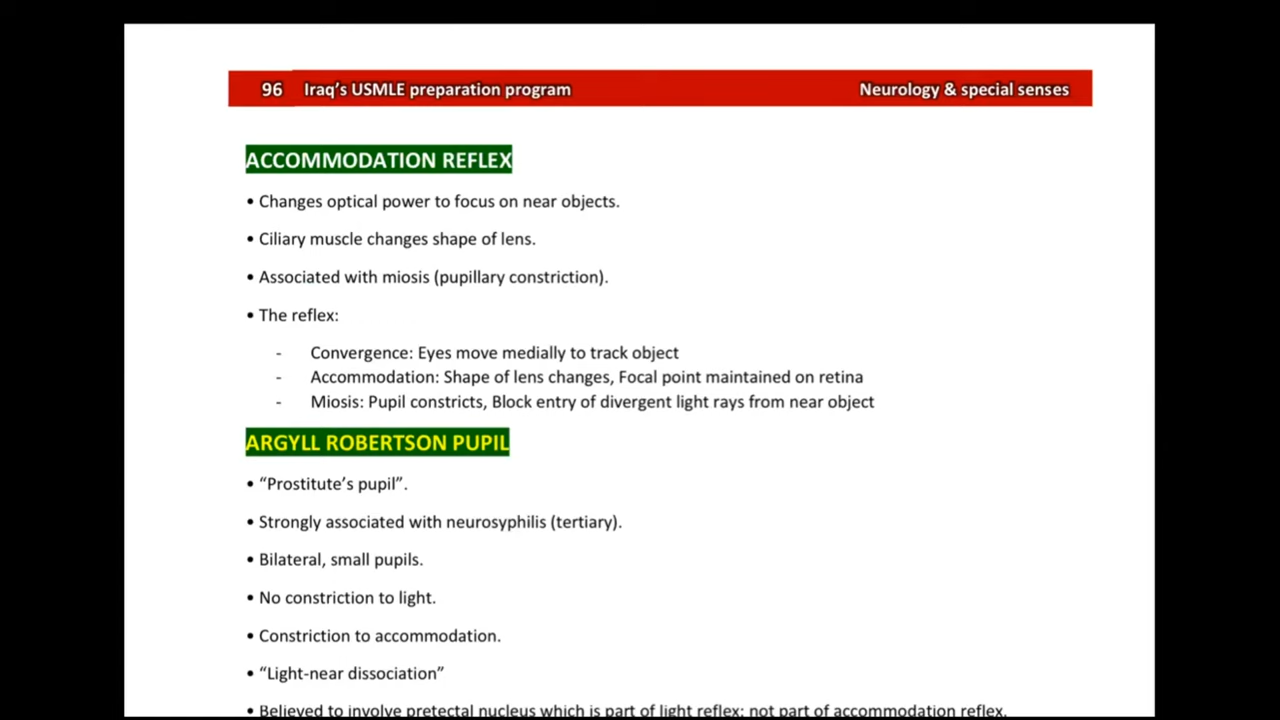 96 Iraq's USMLE preparation program Neurology & special senses
ACCOMMODATION REFLEX
• Changes optical power to focus on near objects.
• Ciliary muscle changes shape of lens.
• Associated with miosis (pupillary constriction).
• The reflex:
- Convergence: Eyes move medially to track object
- Accommodation: Shape of lens changes, Focal point maintained on retina
- Miosis: Pupil constricts, Block entry of divergent light rays from near object
ARGYLL ROBERTSON PUPIL
• “Prostitute’s pupil”.
• Strongly associated with neurosyphilis (tertiary).
• Bilateral, small pupils.
• No constriction to light.
• Constriction to accommodation.
• “Light-near dissociation”
• Believed to involve pretectal nucleus which is part of light reflex; not part of accommodation reflex.